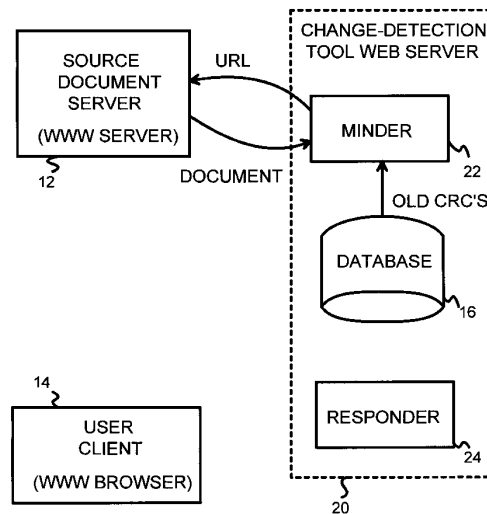 CHANGE-DETECTION
TOOL WEB SERVER
SOURCE
DOCUMENT
SERVER
(WWW SERVER)
12
URL
DOCUMENT
MINDER
22
OLD CRC'S
DATABASE
16
14
USER
CLIENT
(WWW BROWSER)
RESPONDER
24
20